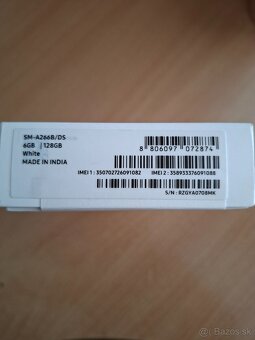 SM-A266B/DS
6GB | 128GB
White
MADE IN INDIA
8 806097 072874
IMEI 1 : 350702726091082
IMEI 2 : 358933376091088
S/N : RZGYA0708MK
bazos.sk